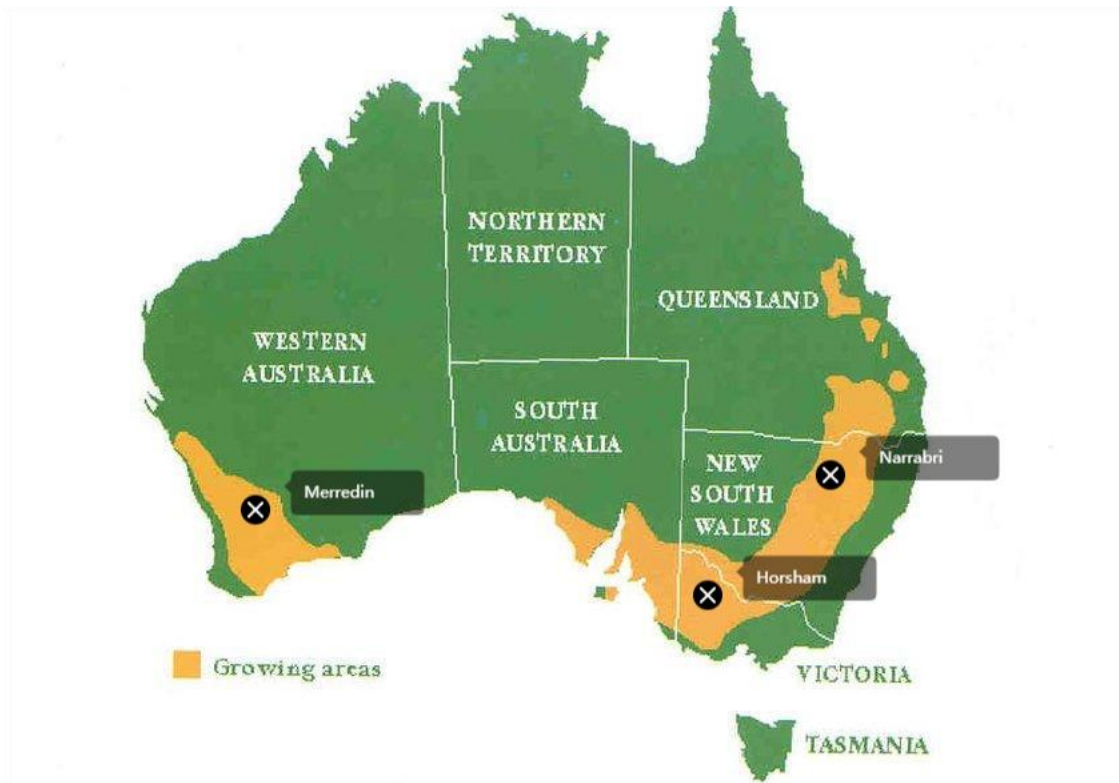 NORTHERN
TERRITORY
QUEENSLAND
WESTERN
AUSTRALIA
SOUTH
AUSTRALIA
NEW
SOUTH
WALES
Narrabri
Merredin
Horsham
Growing areas
VICTORIA
TASMANIA